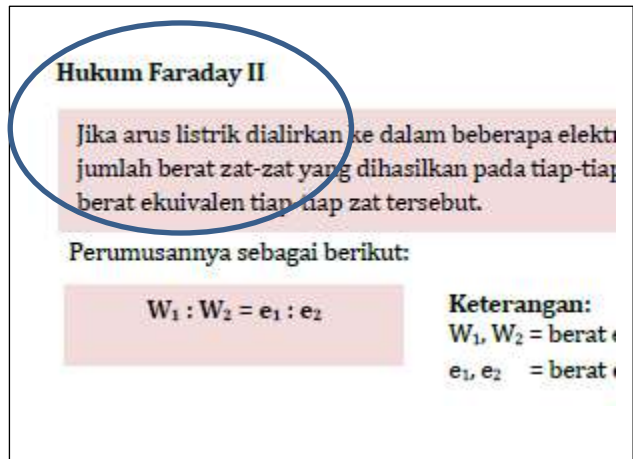 Hukum Faraday II
Jika arus listrik dialirkan ke dalam beberapa
jumlah berat zat-zat yang dihasilkan pada tiap-tiap
berat ekuivalen tiap-tiap zat tersebut.
Perumusannya sebagai berikut:
W₁ : W₂ = e₁ : e₂
Keterangan:
W₁, W₂ = berat
e₁, e₂ = berat